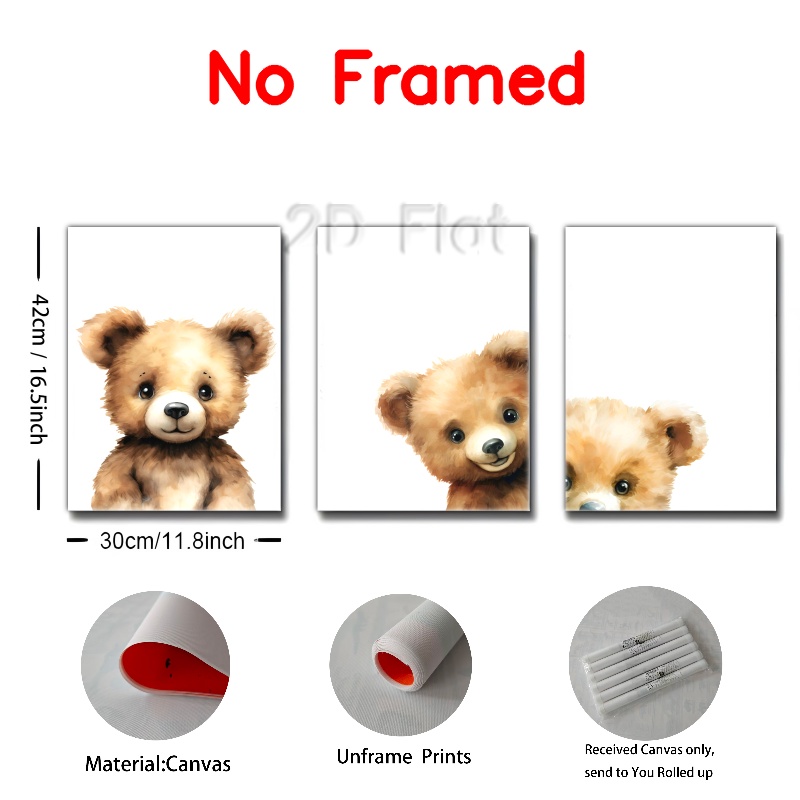 No Framed
2D Flat
42cm / 16.5inch
30cm/11.8inch
Material:Canvas
Unframe Prints
Received Canvas only,
send to You Rolled up